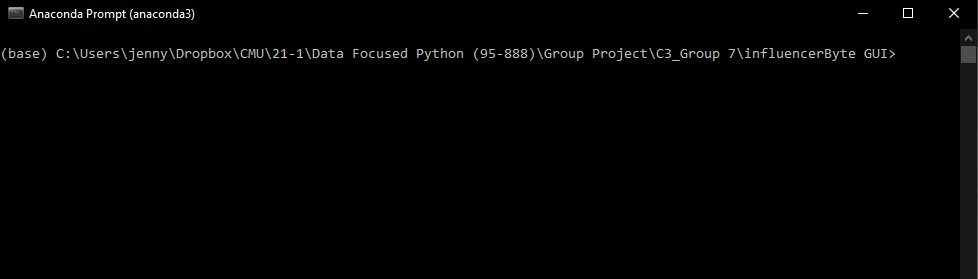 Anaconda Prompt (anaconda3)
(base) C:\Users\jenny\Dropbox\CMU\21-1\Data Focused Python (95-888)\Group Project\C3_Group 7\influencerByte GUI>